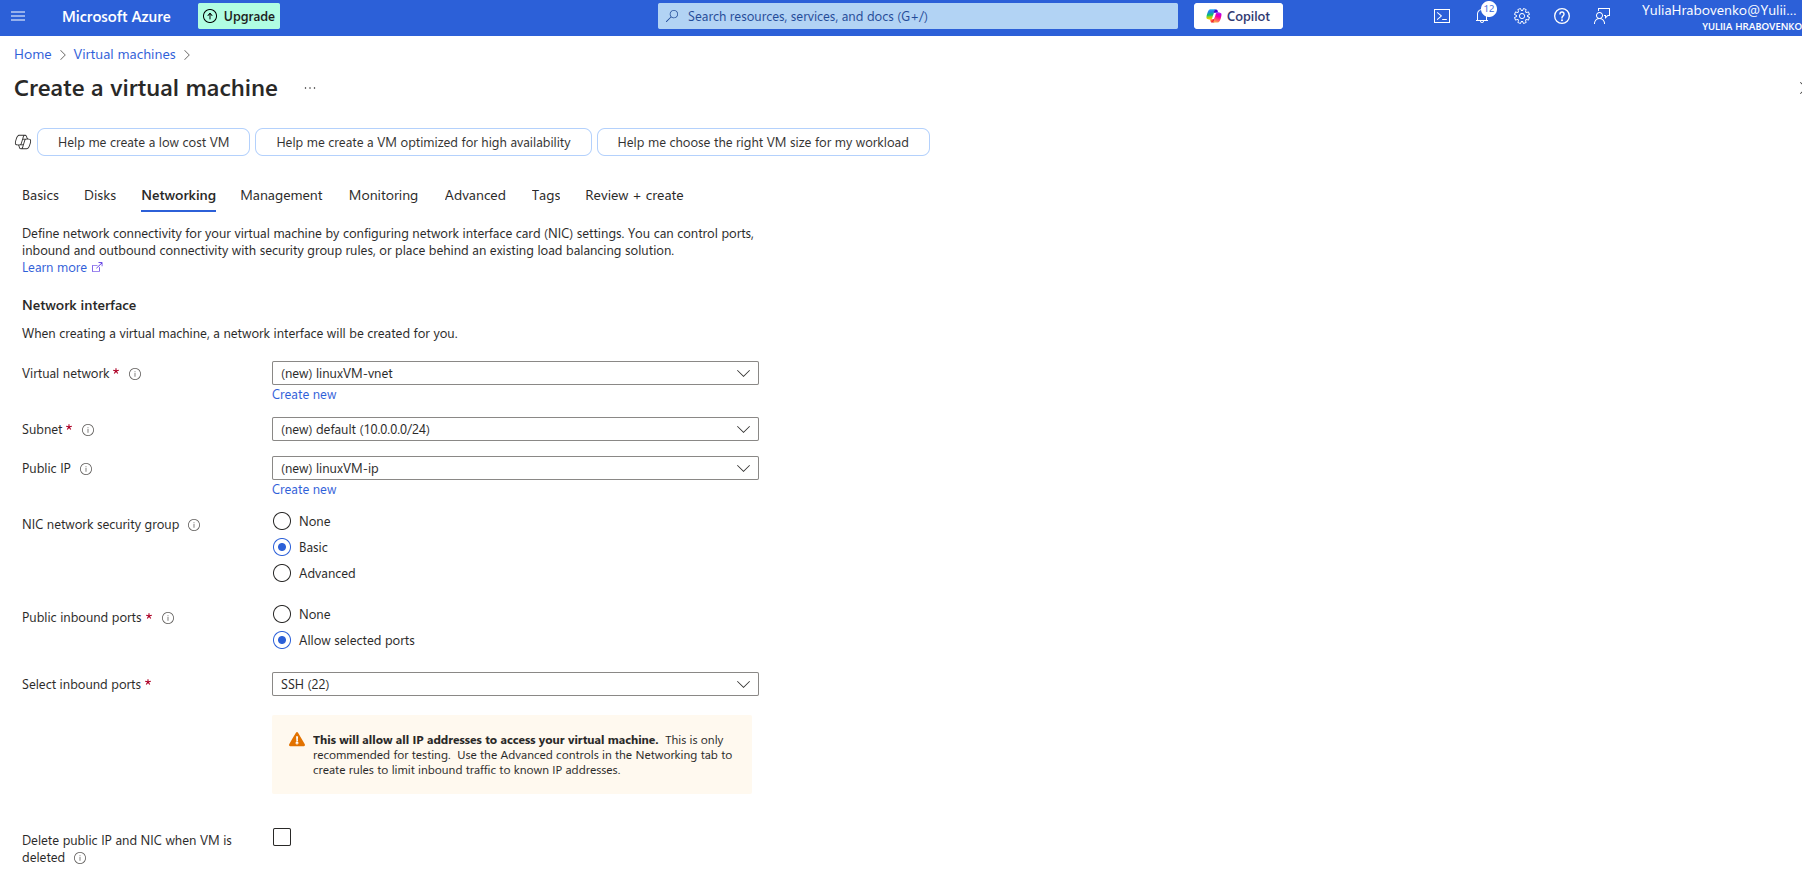 Microsoft Azure
Upgrade
Search resources, services, and docs (G+/)
Copilot
12
YuliaHrabovenko@Yulii...
YULIIA HRABOVENKO
Home > Virtual machines >
Create a virtual machine ...
Help me create a low cost VM
Help me create a VM optimized for high availability
Help me choose the right VM size for my workload
Basics Disks Networking Management Monitoring Advanced Tags Review + create
Define network connectivity for your virtual machine by configuring network interface card (NIC) settings. You can control ports,
inbound and outbound connectivity with security group rules, or place behind an existing load balancing solution.
Learn more
Network interface
When creating a virtual machine, a network interface will be created for you.
Virtual network *
(new) linuxVM-vnet
Create new
Subnet *
(new) default (10.0.0.0/24)
Public IP
(new) linuxVM-ip
Create new
NIC network security group
None
Basic
Advanced
Public inbound ports *
None
Allow selected ports
Select inbound ports *
SSH (22)
This will allow all IP addresses to access your virtual machine. This is only
recommended for testing. Use the Advanced controls in the Networking tab to
create rules to limit inbound traffic to known IP addresses.
Delete public IP and NIC when VM is
deleted